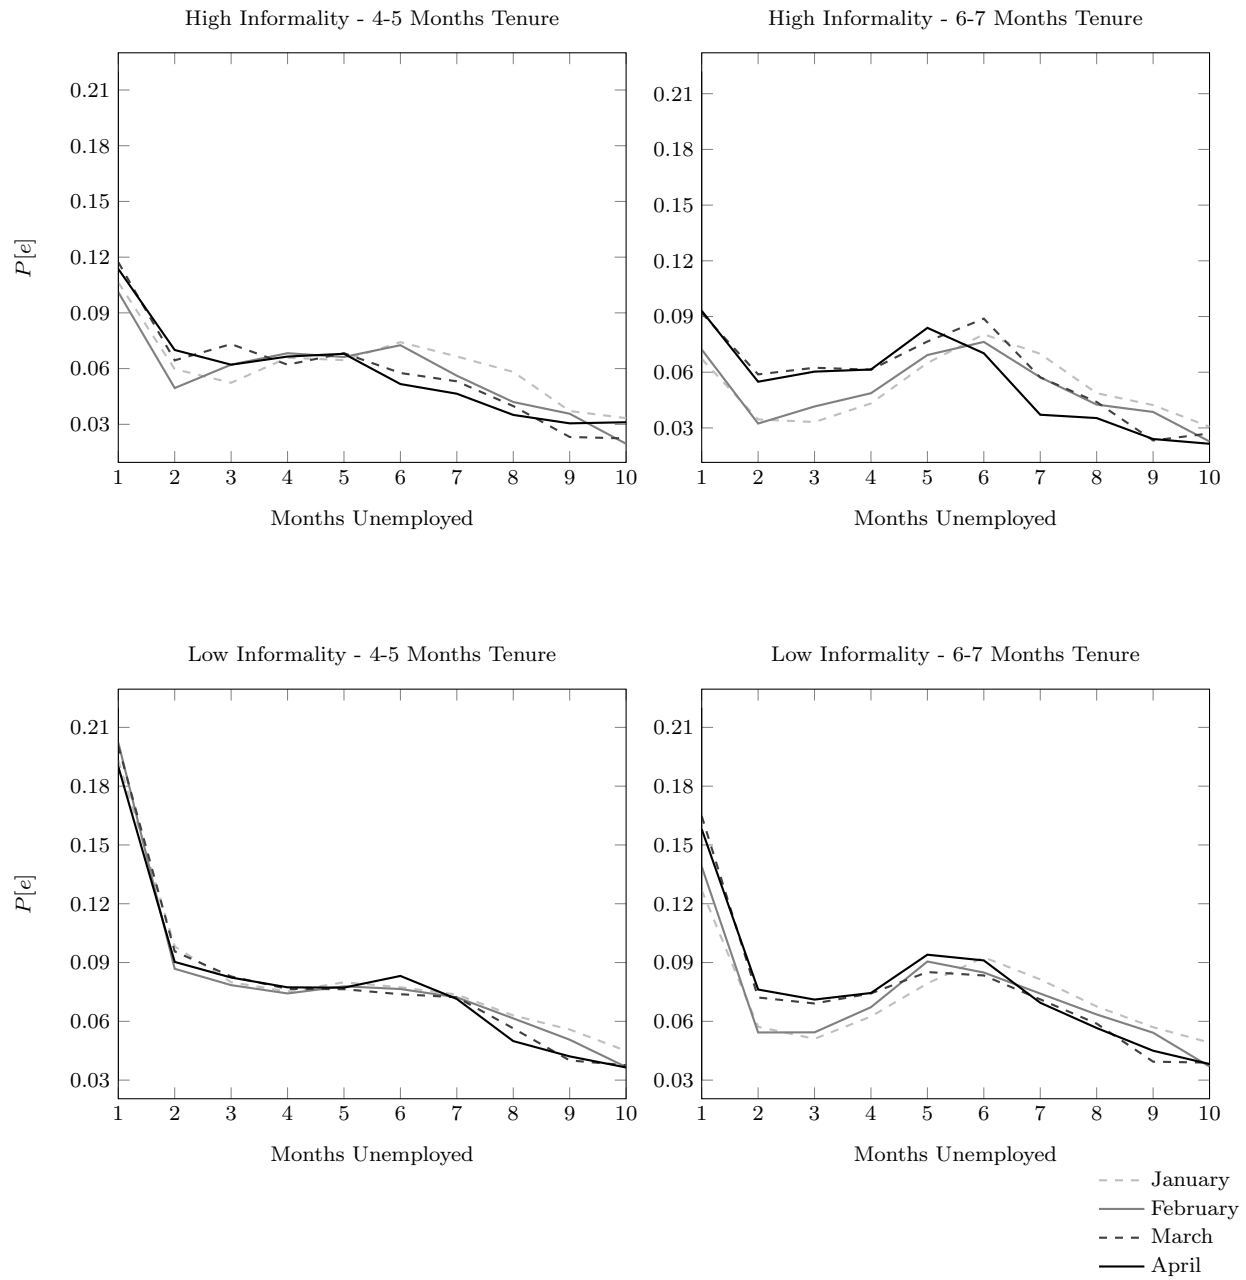 High Informality - 4-5 Months Tenure
0.21
0.18
0.15
0.12
0.09
0.06
0.03
P[e]
1 2 3 4 5 6 7 8 9 10
Months Unemployed
High Informality - 6-7 Months Tenure
0.21
0.18
0.15
0.12
0.09
0.06
0.03
1 2 3 4 5 6 7 8 9 10
Months Unemployed
Low Informality - 4-5 Months Tenure
0.21
0.18
0.15
0.12
0.09
0.06
0.03
P[e]
1 2 3 4 5 6 7 8 9 10
Months Unemployed
Low Informality - 6-7 Months Tenure
0.21
0.18
0.15
0.12
0.09
0.06
0.03
1 2 3 4 5 6 7 8 9 10
Months Unemployed
January
February
March
April